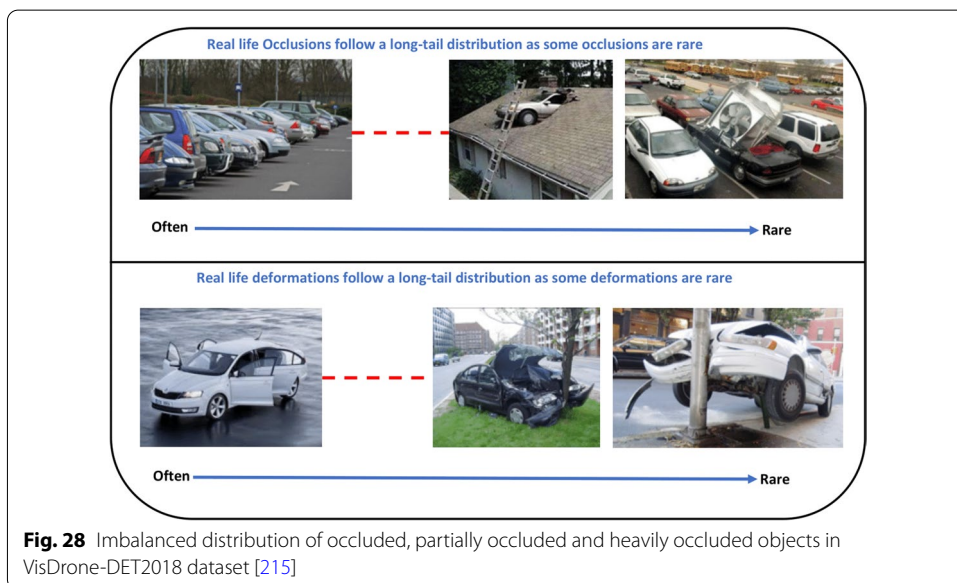 Real life Occlusions follow a long-tail distribution as some occlusions are rare
Often
Rare
Real life deformations follow a long-tail distribution as some deformations are rare
Often
Rare
Fig. 28 Imbalanced distribution of occluded, partially occluded and heavily occluded objects in
VisDrone-DET2018 dataset [215]